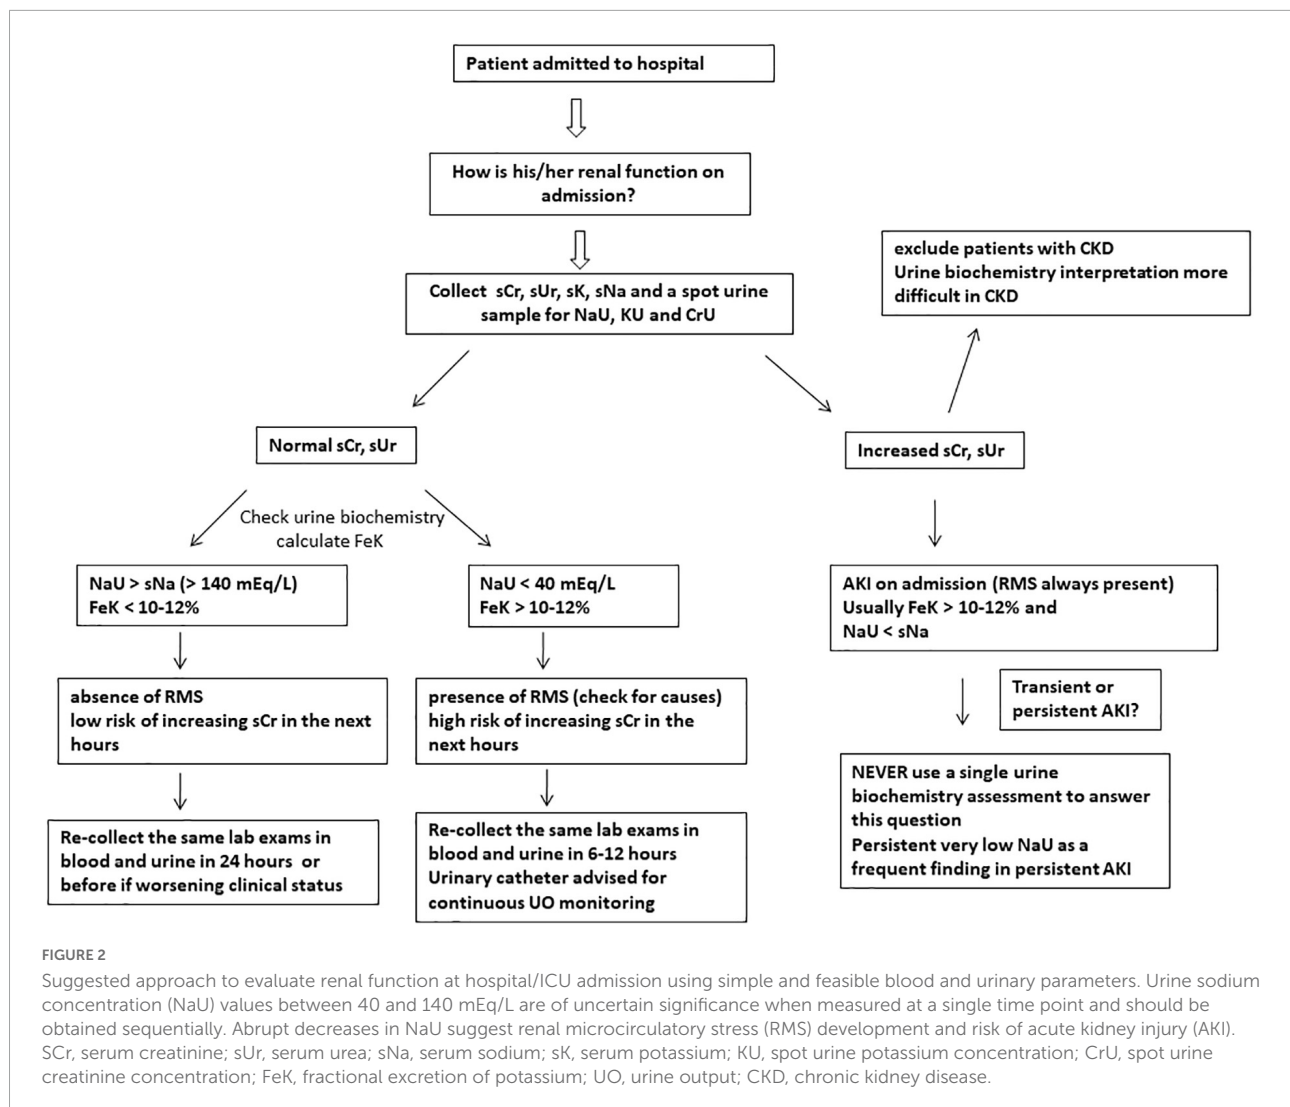 Patient admitted to hospital
How is his/her renal function on
admission?
Collect sCr, sUr, sK, sNa and a spot urine
sample for NaU, KU and CrU
exclude patients with CKD
Urine biochemistry interpretation more
difficult in CKD
Normal sCr, sUr
Increased sCr, sUr
Check urine biochemistry
calculate FeK
NaU > sNa (> 140 mEq/L)
FeK < 10-12%
NaU < 40 mEq/L
FeK > 10-12%
AKI on admission (RMS always present)
Usually FeK > 10-12% and
NaU < sNa
absence of RMS
low risk of increasing sCr in the next
hours
presence of RMS (check for causes)
high risk of increasing sCr in the
next hours
Transient or
persistent AKI?
Re-collect the same lab exams in
blood and urine in 24 hours or
before if worsening clinical status
Re-collect the same lab exams in
blood and urine in 6-12 hours
Urinary catheter advised for
continuous UO monitoring
NEVER use a single urine
biochemistry assessment to answer
this question
Persistent very low NaU as a
frequent finding in persistent AKI
FIGURE 2
Suggested approach to evaluate renal function at hospital/ICU admission using simple and feasible blood and urinary parameters. Urine sodium
concentration (NaU) values between 40 and 140 mEq/L are of uncertain significance when measured at a single time point and should be
obtained sequentially. Abrupt decreases in NaU suggest renal microcirculatory stress (RMS) development and risk of acute kidney injury (AKI).
SCr, serum creatinine; sUr, serum urea; sNa, serum sodium; sK, serum potassium; KU, spot urine potassium concentration; CrU, spot urine
creatinine concentration; FeK, fractional excretion of potassium; UO, urine output; CKD, chronic kidney disease.